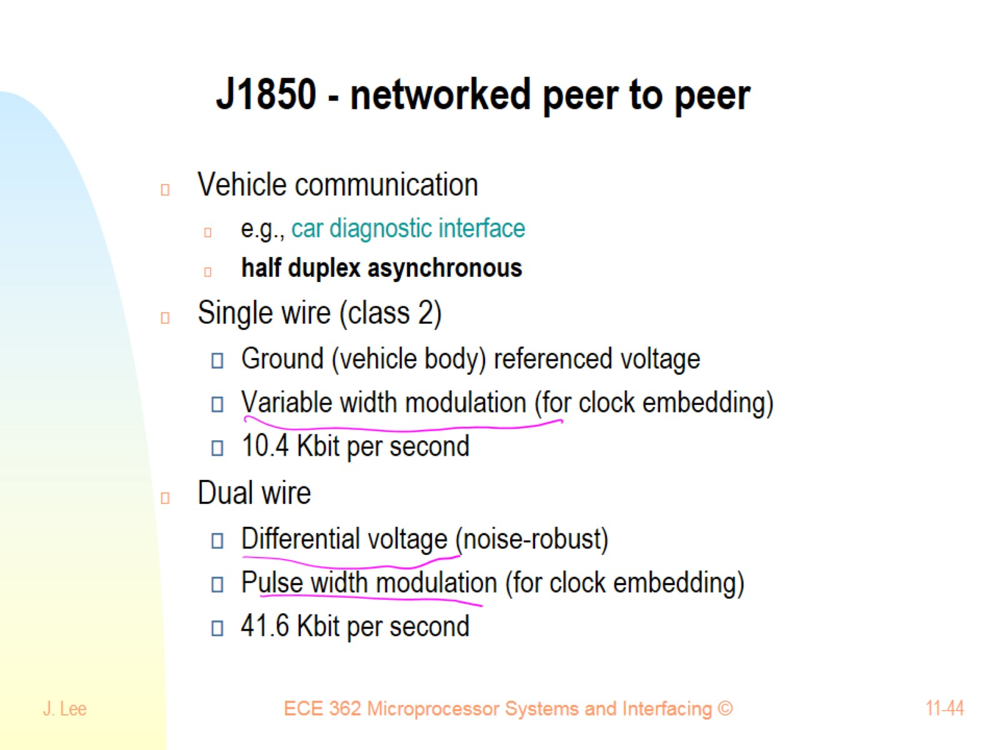 J1850 - networked peer to peer
Vehicle communication
e.g., car diagnostic interface
half duplex asynchronous
Single wire (class 2)
Ground (vehicle body) referenced voltage
Variable width modulation (for clock embedding)
10.4 Kbit per second
Dual wire
Differential voltage (noise-robust)
Pulse width modulation (for clock embedding)
41.6 Kbit per second
J. Lee ECE 362 Microprocessor Systems and Interfacing © 11-44